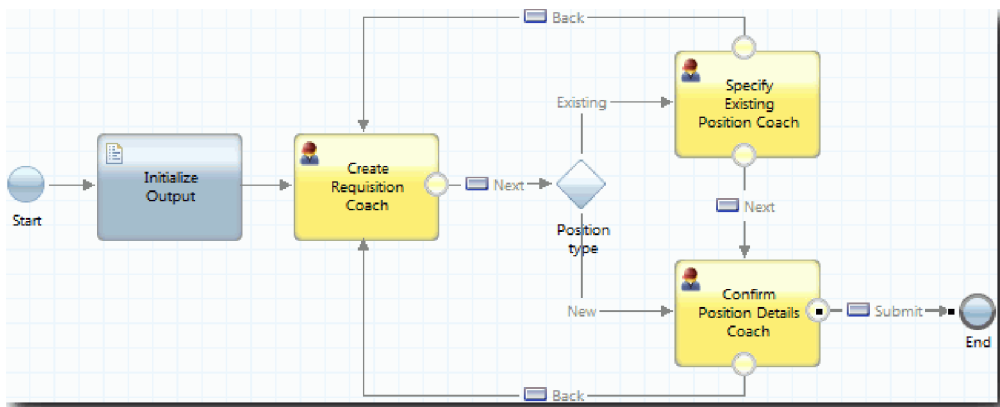 Back
Specify
Existing
Position Coach
Existing
Initialize
Output
Create
Requisition
Coach
Next
Start
Position
type
Next
Confirm
Position Details
Coach
New
Submit
End
Back